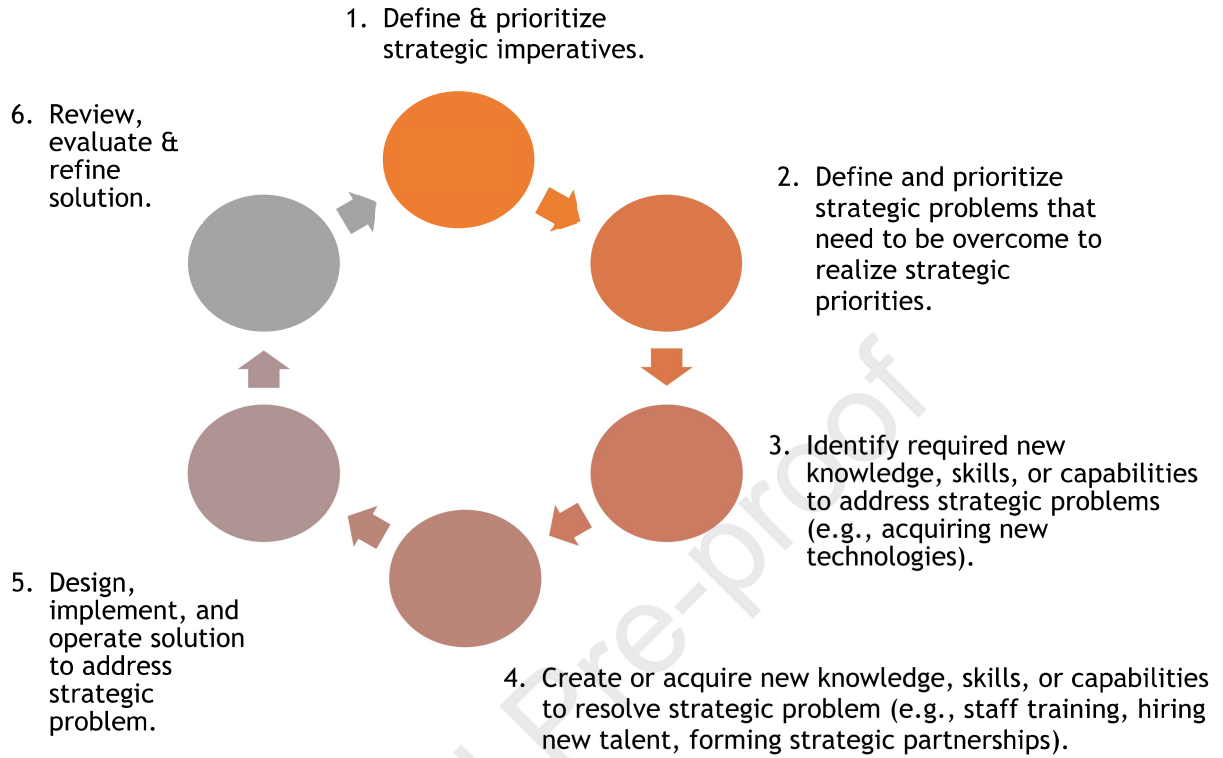 1. Define & prioritize
strategic imperatives.
2. Define and prioritize
strategic problems that
need to be overcome to
realize strategic
priorities.
3. Identify required new
knowledge, skills, or capabilities
to address strategic problems
(e.g., acquiring new
technologies).
4. Create or acquire new knowledge, skills, or capabilities
to resolve strategic problem (e.g., staff training, hiring
new talent, forming strategic partnerships).
5. Design,
implement, and
operate solution
to address
strategic
problem.
6. Review,
evaluate &
refine
solution.
Pre-proof